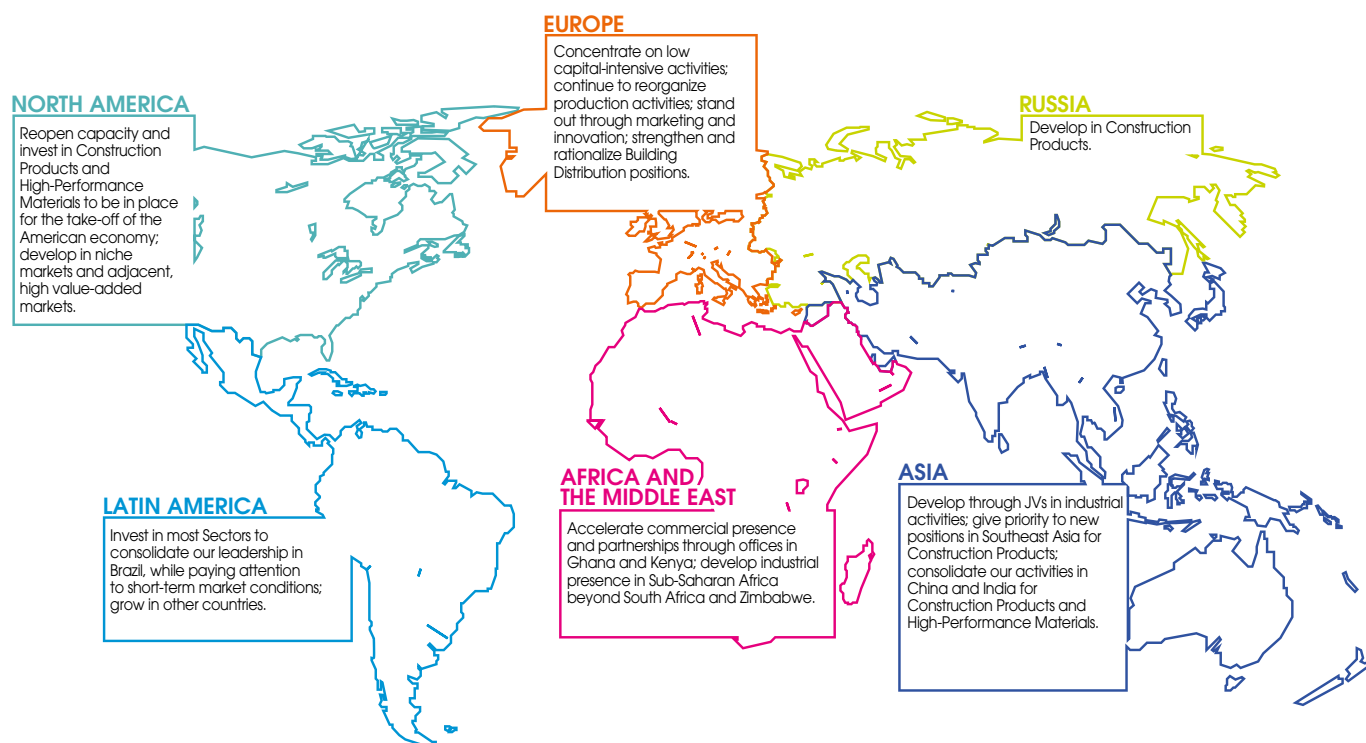 EUROPE
Concentrate on low
capital-intensive activities;
continue to reorganize
production activities; stand
out through marketing and
innovation; strengthen and
rationalize Building
Distribution positions.
NORTH AMERICA
Reopen capacity and
invest in Construction
Products and
High-Performance
Materials to be in place
for the take-off of the
American economy;
develop in niche
markets and adjacent,
high value-added
markets.
RUSSIA
Develop in Construction
Products.
LATIN AMERICA
Invest in most Sectors to
consolidate our leadership in
Brazil, while paying attention
to short-term market conditions;
grow in other countries.
AFRICA AND
THE MIDDLE EAST
Accelerate commercial presence
and partnerships through offices in
Ghana and Kenya; develop industrial
presence in Sub-Saharan Africa
beyond South Africa and Zimbabwe.
ASIA
Develop through JVs in industrial
activities; give priority to new
positions in Southeast Asia for
Construction Products;
consolidate our activities in
China and India for
Construction Products and
High-Performance Materials.